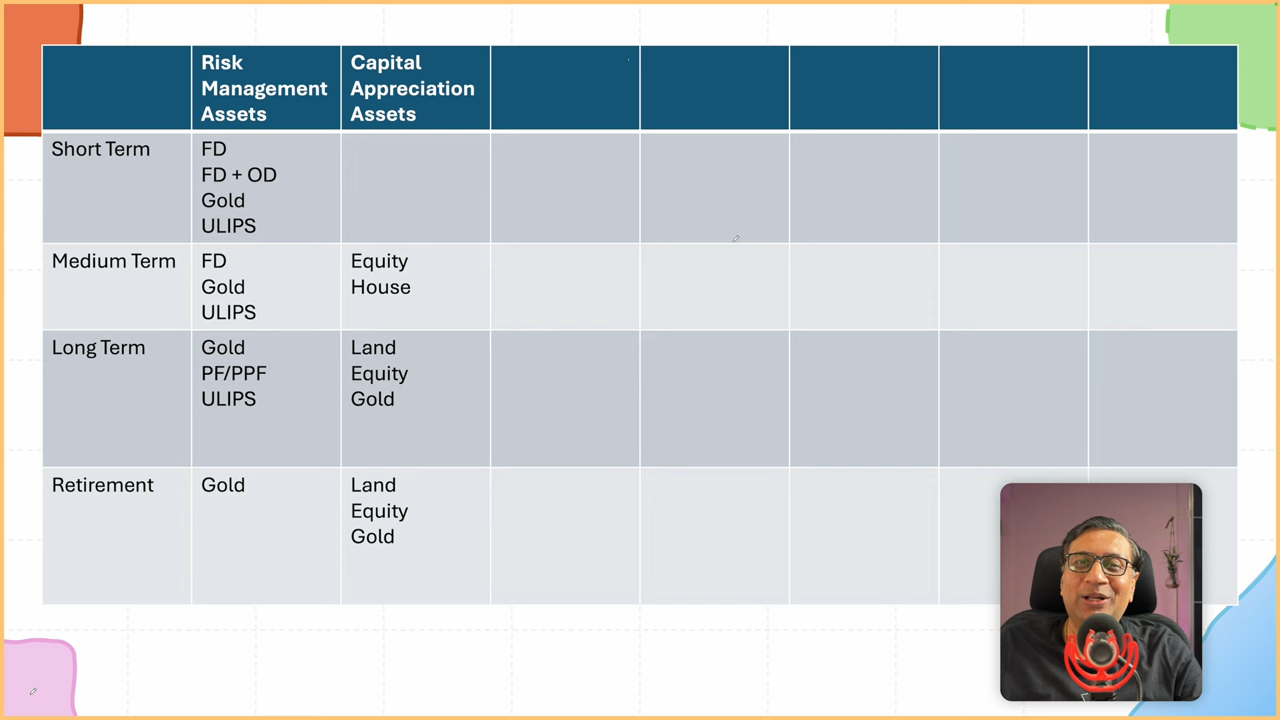 Risk
Management
Assets
Capital
Appreciation
Assets
Short Term
FD
FD + OD
Gold
ULIPS
Medium Term
FD
Gold
ULIPS
Equity
House
Long Term
Gold
PF/PPF
ULIPS
Land
Equity
Gold
Retirement
Gold
Land
Equity
Gold